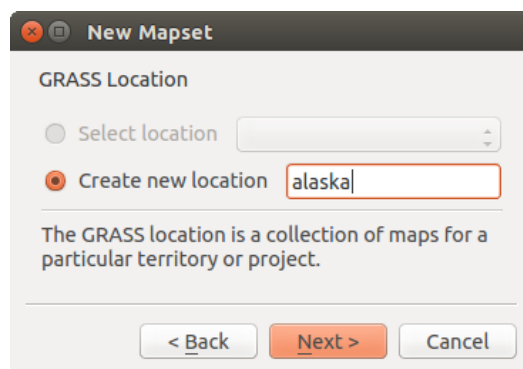 New Mapset
GRASS Location
Select location
Create new location alaska
The GRASS location is a collection of maps for a
particular territory or project.
< Back Next > Cancel